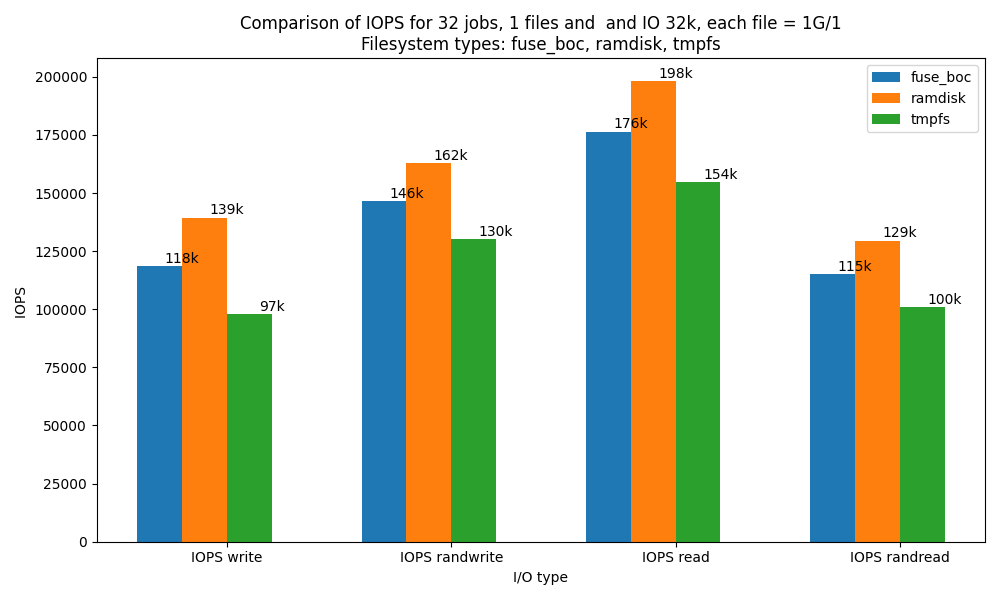 Comparison of IOPS for 32 jobs, 1 files and  and IO 32k, each file = 1G/1
Filesystem types: fuse_boc, ramdisk, tmpfs
fuse_boc
ramdisk
tmpfs
IOPS
200000
175000
150000
125000
100000
75000
50000
25000
0
118k
139k
97k
146k
162k
130k
176k
198k
154k
115k
129k
100k
IOPS write
IOPS randwrite
IOPS read
IOPS randread
I/O type